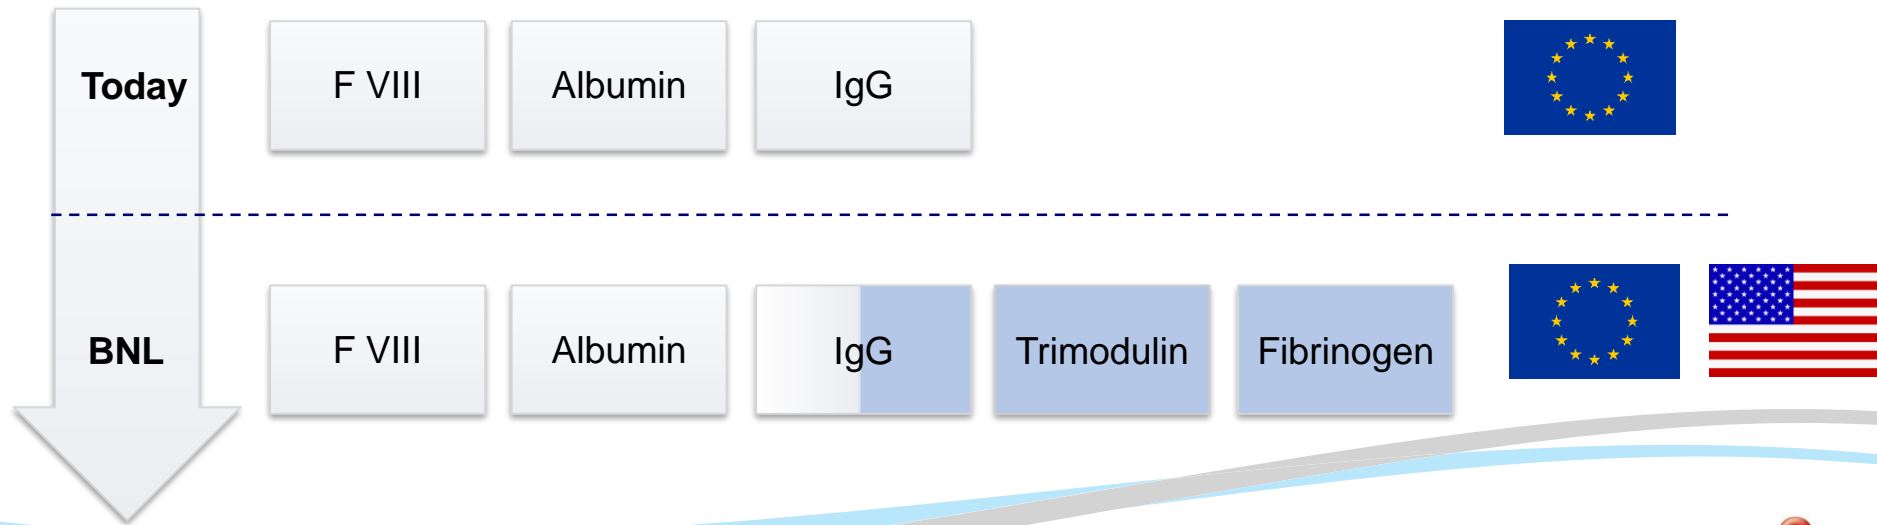 Today
F VIII
Albumin
IgG
BNL
F VIII
Albumin
IgG
Trimodulin
Fibrinogen